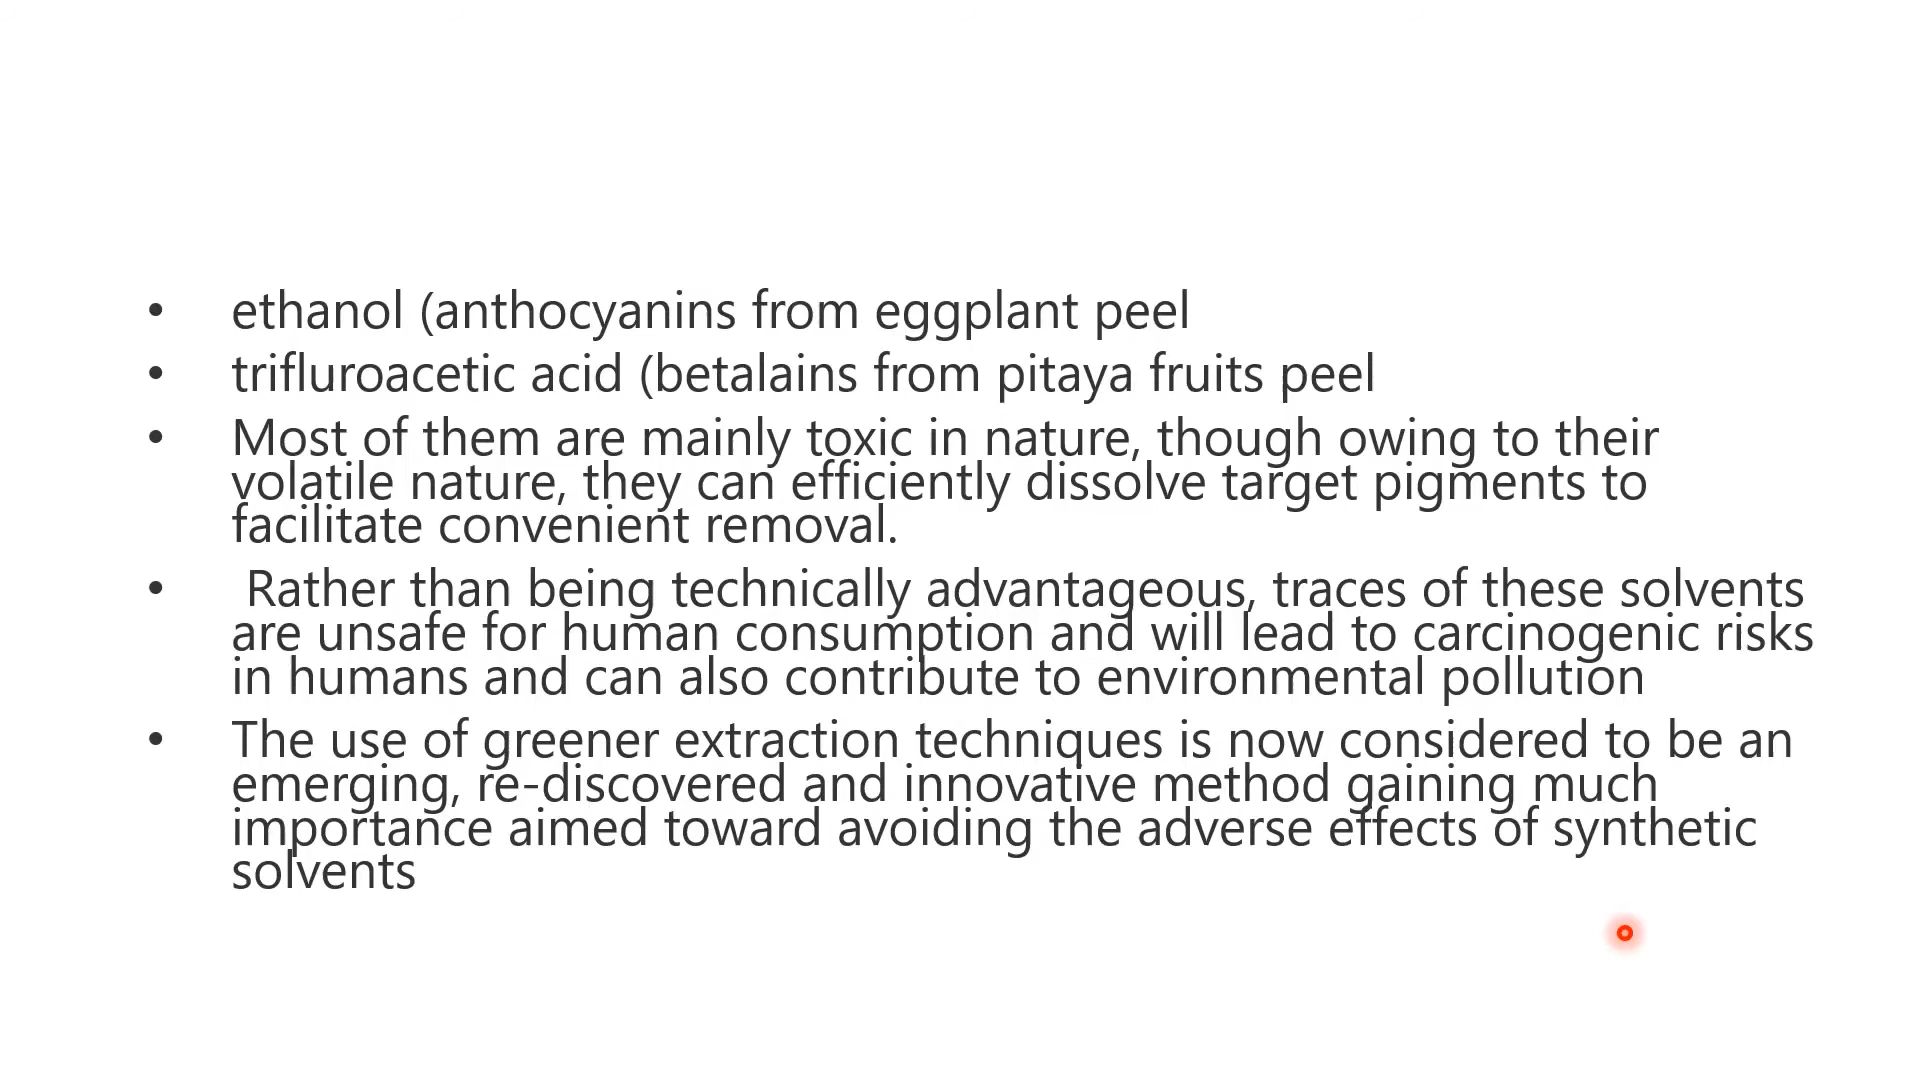 • ethanol (anthocyanins from eggplant peel
• trifluroacetic acid (betalains from pitaya fruits peel
• Most of them are mainly toxic in nature, though owing to their
volatile nature, they can efficiently dissolve target pigments to
facilitate convenient removal.
• Rather than being technically advantageous, traces of these solvents
are unsafe for human consumption and will lead to carcinogenic risks
in humans and can also contribute to environmental pollution
• The use of greener extraction techniques is now considered to be an
emerging, re-discovered and innovative method gaining much
importance aimed toward avoiding the adverse effects of synthetic
solvents